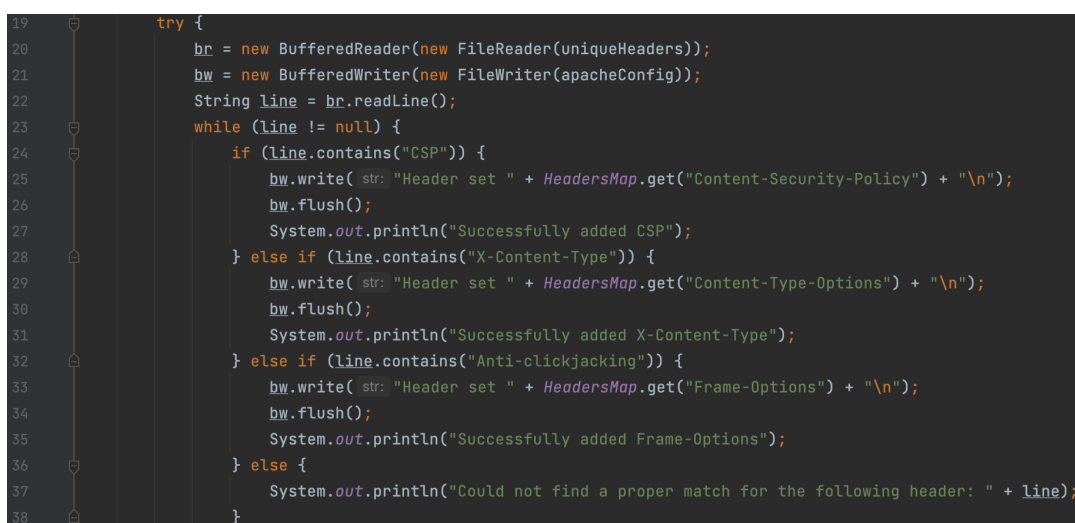 19 try {
20 br = new BufferedReader(new FileReader(uniqueHeaders));
21 bw = new BufferedWriter(new FileWriter(apacheConfig));
22 String line = br.readLine();
23 while (line != null) {
24 if (line.contains("CSP")) {
25 bw.write( str: "Header set " + HeadersMap.get("Content-Security-Policy") + "\n");
26 bw.flush();
27 System.out.println("Successfully added CSP");
28 } else if (line.contains("X-Content-Type")) {
29 bw.write( str: "Header set " + HeadersMap.get("Content-Type-Options") + "\n");
30 bw.flush();
31 System.out.println("Successfully added X-Content-Type");
32 } else if (line.contains("Anti-clickjacking")) {
33 bw.write( str: "Header set " + HeadersMap.get("Frame-Options") + "\n");
34 bw.flush();
35 System.out.println("Successfully added Frame-Options");
36 } else {
37 System.out.println("Could not find a proper match for the following header: " + line);
38 }